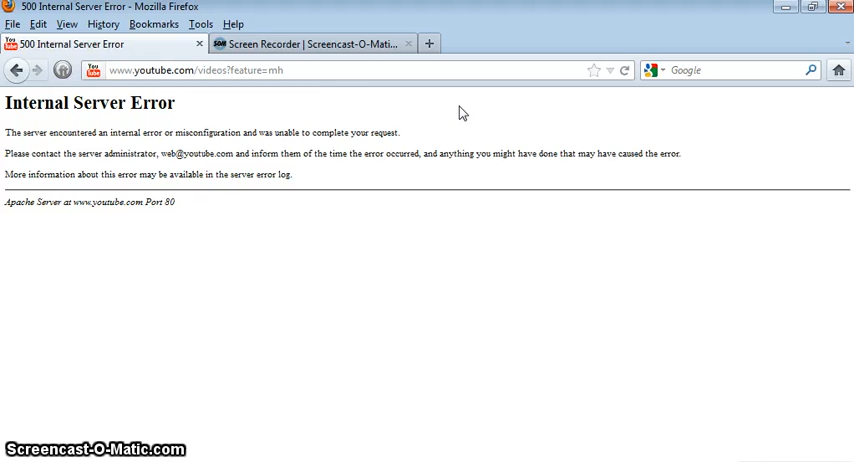 500 Internal Server Error - Mozilla Firefox
File Edit View History Bookmarks Tools Help
You Tube 500 Internal Server Error × SOM Screen Recorder | Screencast-O-Mati... × +
You Tube www.youtube.com/videos?feature=mh Google
Internal Server Error
The server encountered an internal error or misconfiguration and was unable to complete your request.
Please contact the server administrator, web@youtube.com and inform them of the time the error occurred, and anything you might have done that may have caused the error.
More information about this error may be available in the server error log.
Apache Server at www.youtube.com Port 80
Screencast-O-Matic.com